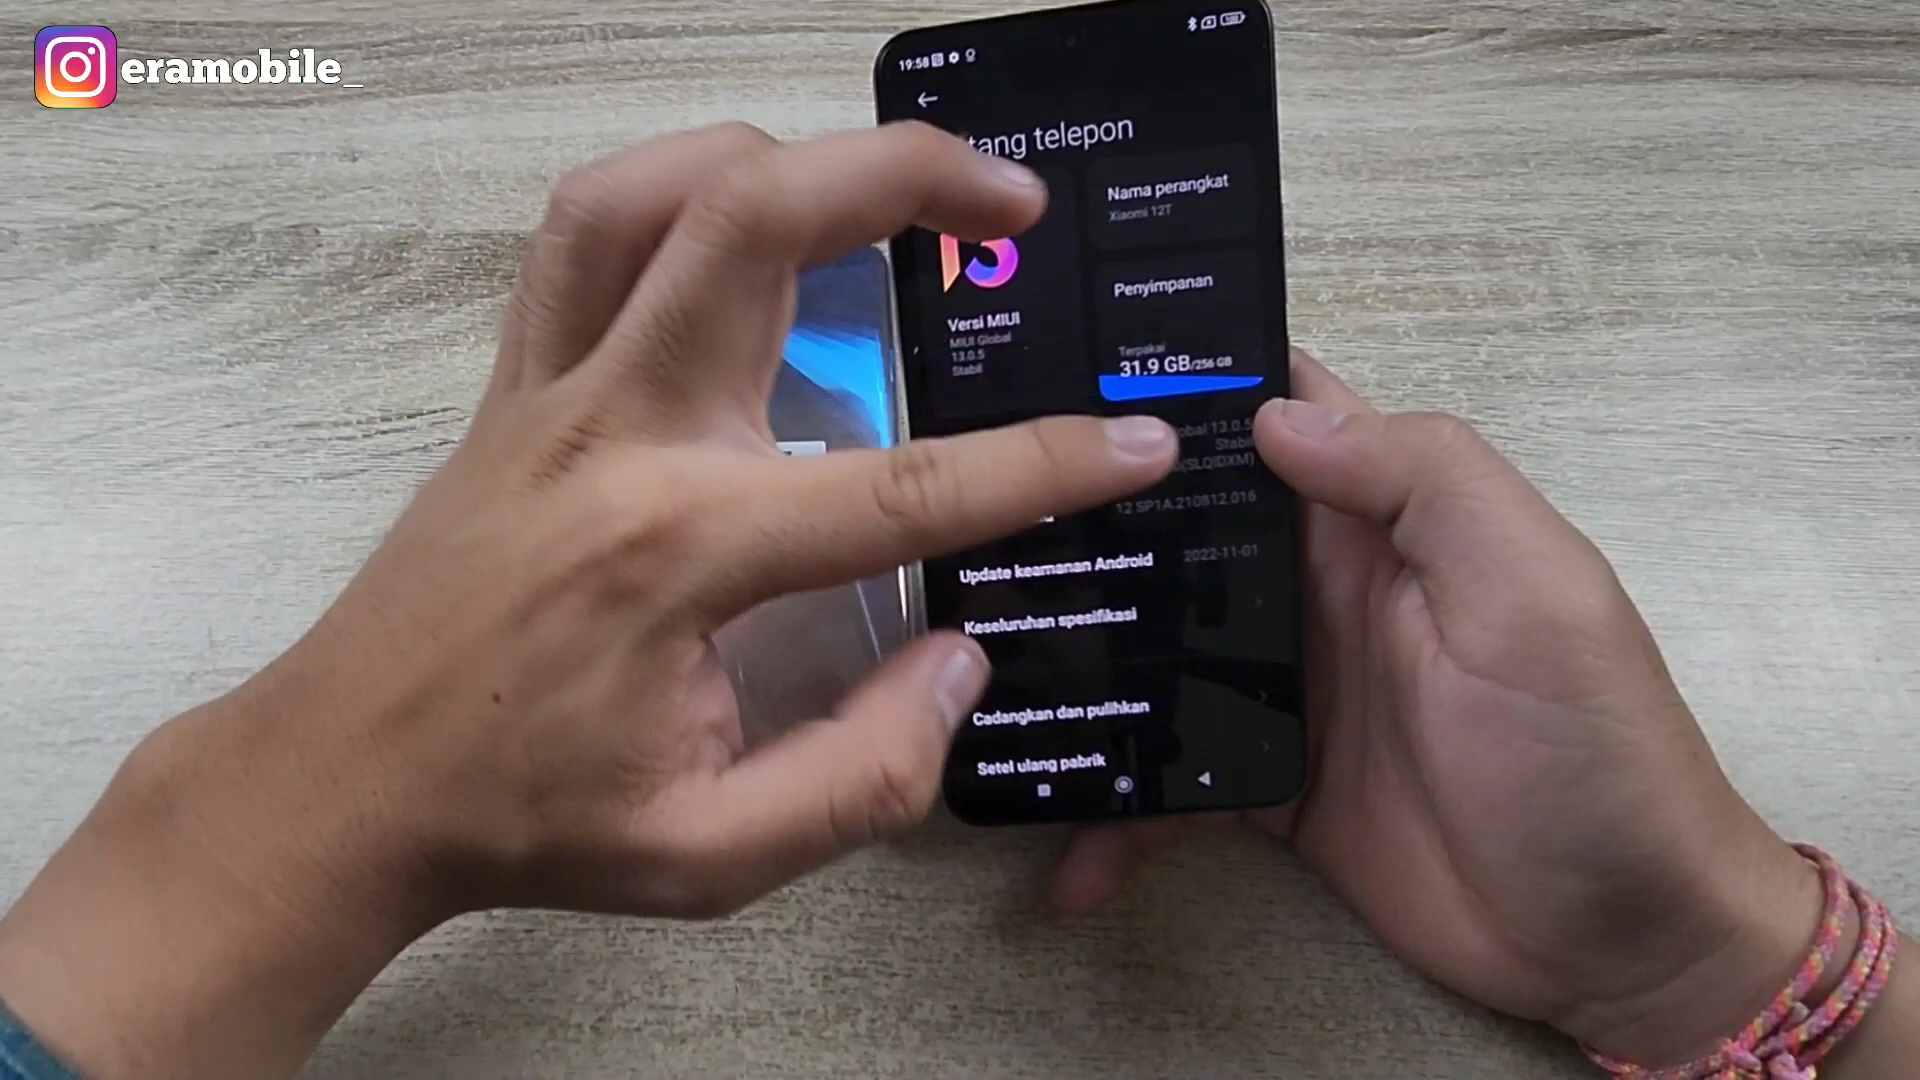 eramobile_
19:58
tang telepon
Nama perangkat
Xiaomi 12T
Penyimpanan
Versi MIUI
MIUI Global
13.0.5
Stabil
Terpakai
31.9 GB/256 GB
obal 13.0.5
Stabil
(SLQIDXM)
12 SP1A.210812.016
Update keamanan Android
2022-11-01
Keseluruhan spesifikasi
Cadangkan dan pulihkan
Setel ulang pabrik